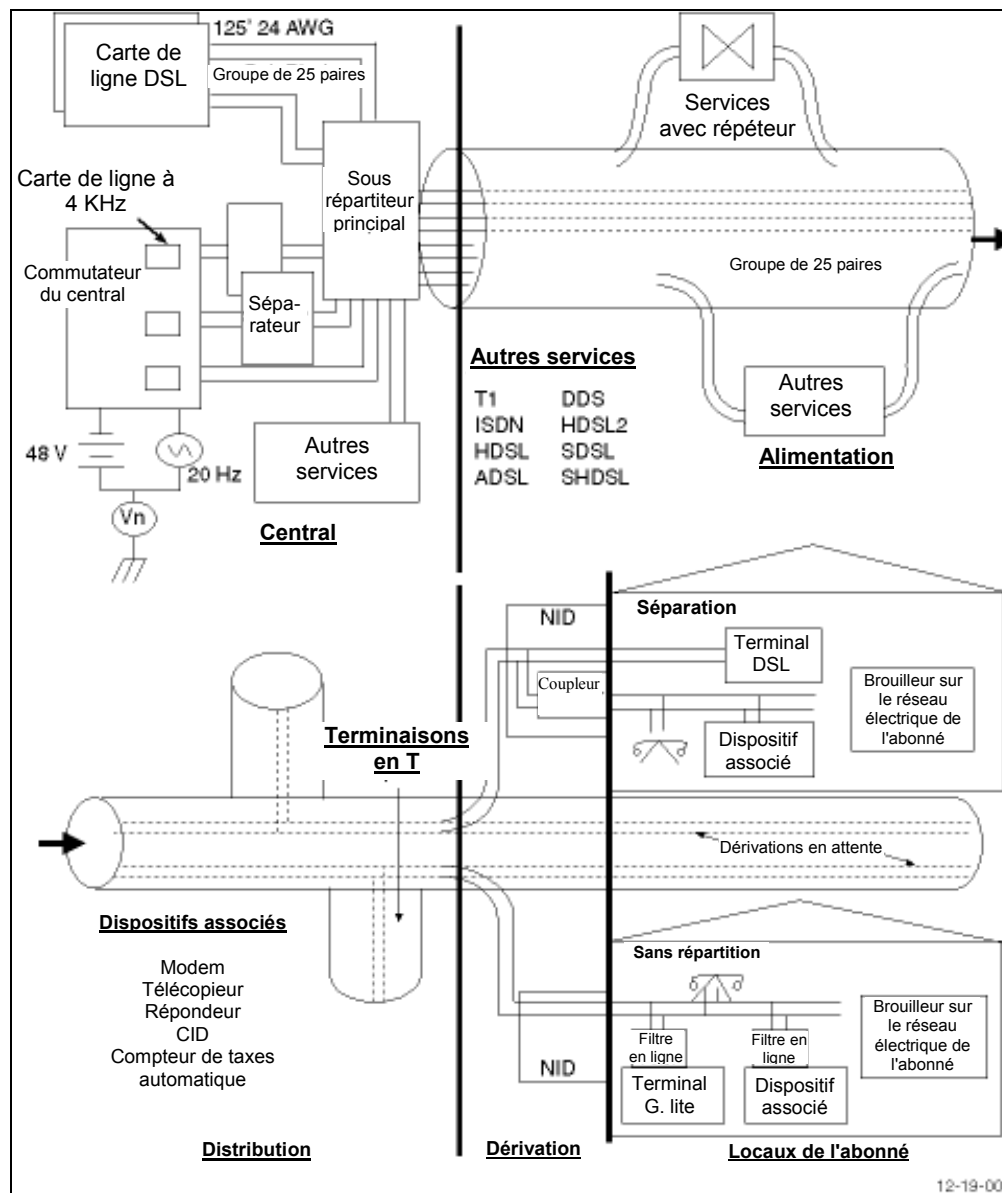 Carte de
ligne DSL
125' 24 AWG
Groupe de 25 paires
Carte de ligne à
4 KHz
Commutateur
du central
Sépa-
rateur
Sous
répartiteur
principal
48 V
20 Hz
Vn
Autres
services
Central
Services
avec répéteur
Groupe de 25 paires
Autres services
T1 DDS
ISDN HDSL2
HDSL SDSL
ADSL SHDSL
Autres
services
Alimentation
Terminaisons
en T
Dispositifs associés
Modem
Télécopieur
Répondeur
CID
Compteur de taxes
automatique
Distribution
NID
Coupleur
Séparation
Terminal
DSL
Dispositif
associé
Brouilleur sur
le réseau
électrique de
l'abonné
Dérivations en attente
NID
Dérivation
Sans répartition
Filtre
en ligne
Filtre en
ligne
Terminal
G. lite
Dispositif
associé
Brouilleur sur
le réseau
électrique de
l'abonné
Locaux de l'abonné
12-19-00